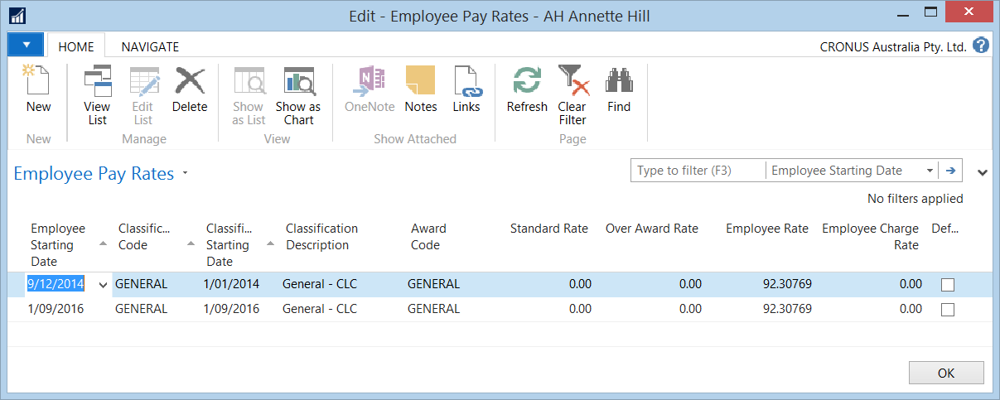 Edit - Employee Pay Rates - AH Annette Hill
HOME NAVIGATE CRONUS Australia Pty. Ltd. ?
New View List Edit List Delete Show as List Show as Chart OneNote Notes Links Refresh Clear Filter Find
New Manage View Show Attached Page
Employee Pay Rates Type to filter (F3) Employee Starting Date
No filters applied
Employee Starting Date Classific... Code Classifi... Starting Date Classification Description Award Code Standard Rate Over Award Rate Employee Rate Employee Charge Rate Def...
9/12/2014 GENERAL 1/01/2014 General - CLC GENERAL 0.00 0.00 92.30769 0.00
1/09/2016 GENERAL 1/09/2016 General - CLC GENERAL 0.00 0.00 92.30769 0.00
OK